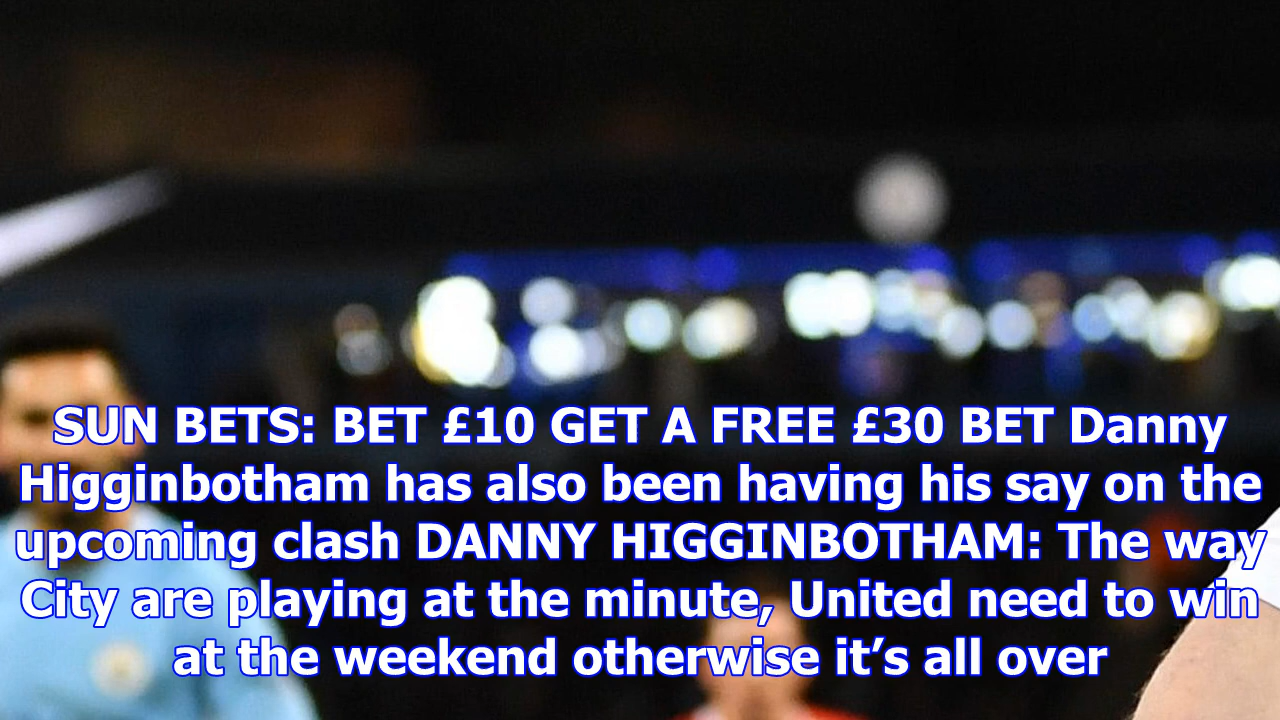 SUN BETS: BET £10 GET A FREE £30 BET Danny
Higginbotham has also been having his say on the
upcoming clash DANNY HIGGINBOTHAM: The way
City are playing at the minute, United need to win
at the weekend otherwise it’s all over